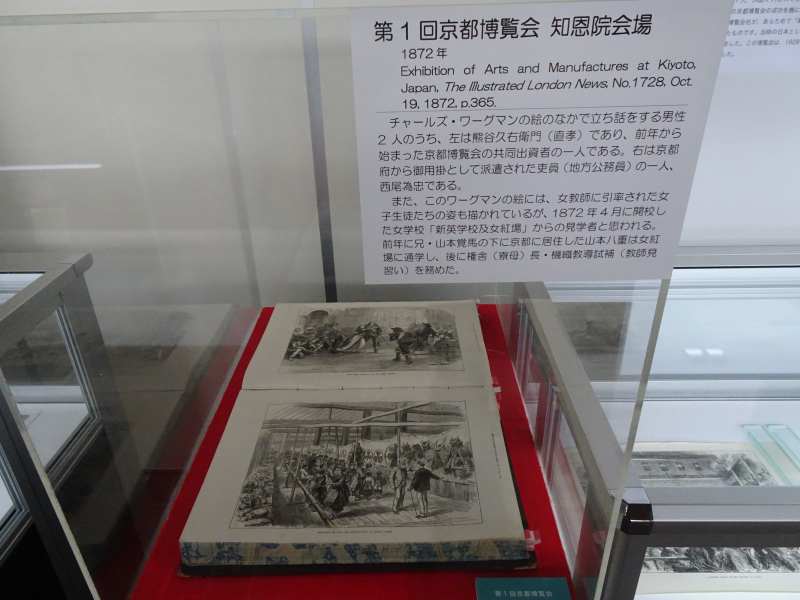 第1回京都博覧会 知恩院会場
1872年
Exhibition of Arts and Manufactures at Kiyoto,
Japan, The Illustrated London News, No.1728, Oct.
19, 1872, p.365.
チャールズ・ワーグマンの絵のなかで立ち話をする男性
2人のうち、左は熊谷久右衛門(直孝)であり、前年から
始まった京都博覧会の共同出資者の一人である。右は京都
府から御用掛として派遣された吏員(地方公務員)の一人、
西尾為忠である。
また、このワーグマンの絵には、女教師に引率された女
子生徒たちの姿も描かれているが、1872年4月に開校し
た女学校「新英学校及女紅場」からの見学者と思われる。
前年に兄・山本覚馬の下に京都に居住した山本八重は女紅
場に通学し、後に権舎(寮母)長・機織教導試補(教師見
習い)を務めた。
第1回京都博覧会